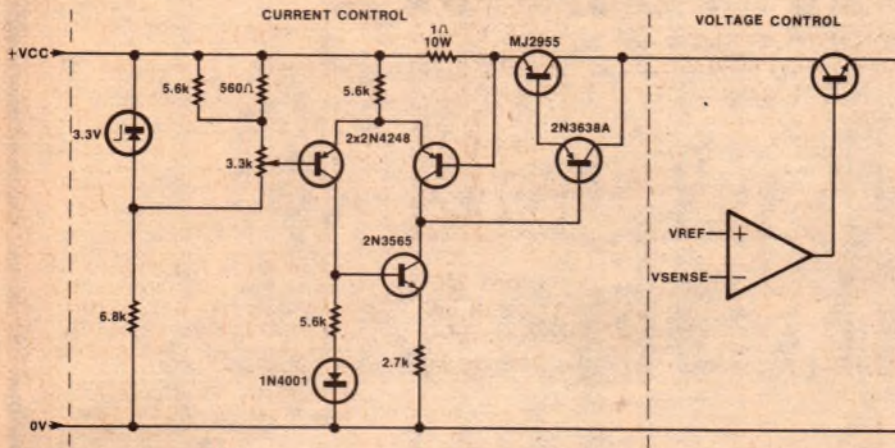 CURRENT CONTROL
VOLTAGE CONTROL
+VCC
1Ω
10W
MJ2955
5.6k
560Ω
5.6k
3.3V
3.3k
2x2N4248
2N3638A
2N3565
VREF
+
VSENSE
−
6.8k
5.6k
2.7k
1N4001
0V